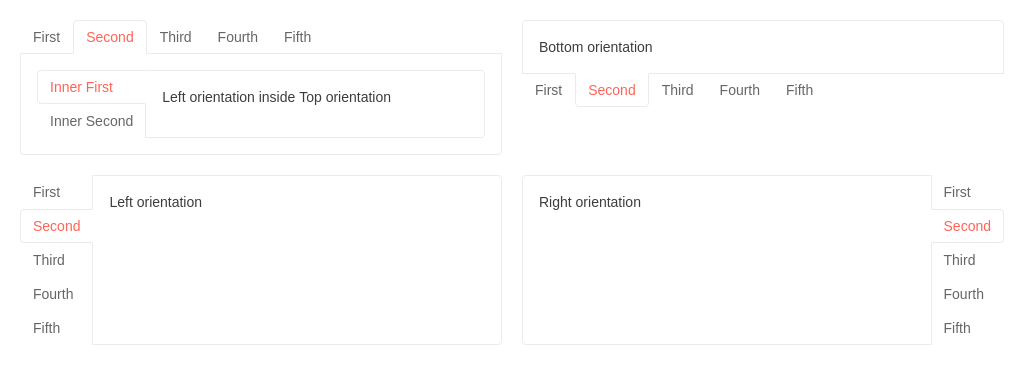 First Second Third Fourth Fifth
Inner First
Left orientation inside Top orientation
Inner Second
Bottom orientation
First Second Third Fourth Fifth
First
Second
Third
Fourth
Fifth
Left orientation
Right orientation
First
Second
Third
Fourth
Fifth